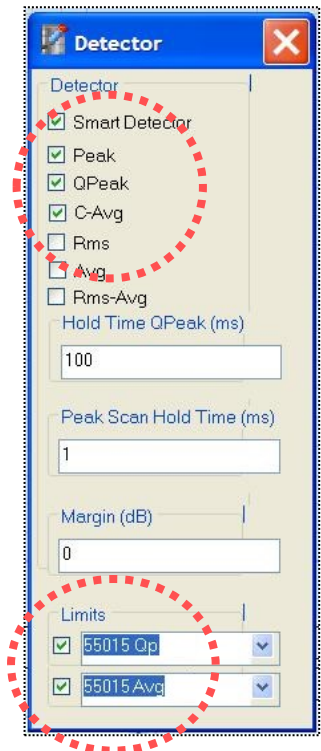 Detector
Detector
Smart Detector
Peak
QPeak
C-Avg
Rms
Avg
Rms-Avg
Hold Time QPeak (ms)
100
Peak Scan Hold Time (ms)
1
Margin (dB)
0
Limits
55015 Qp
55015 Avg